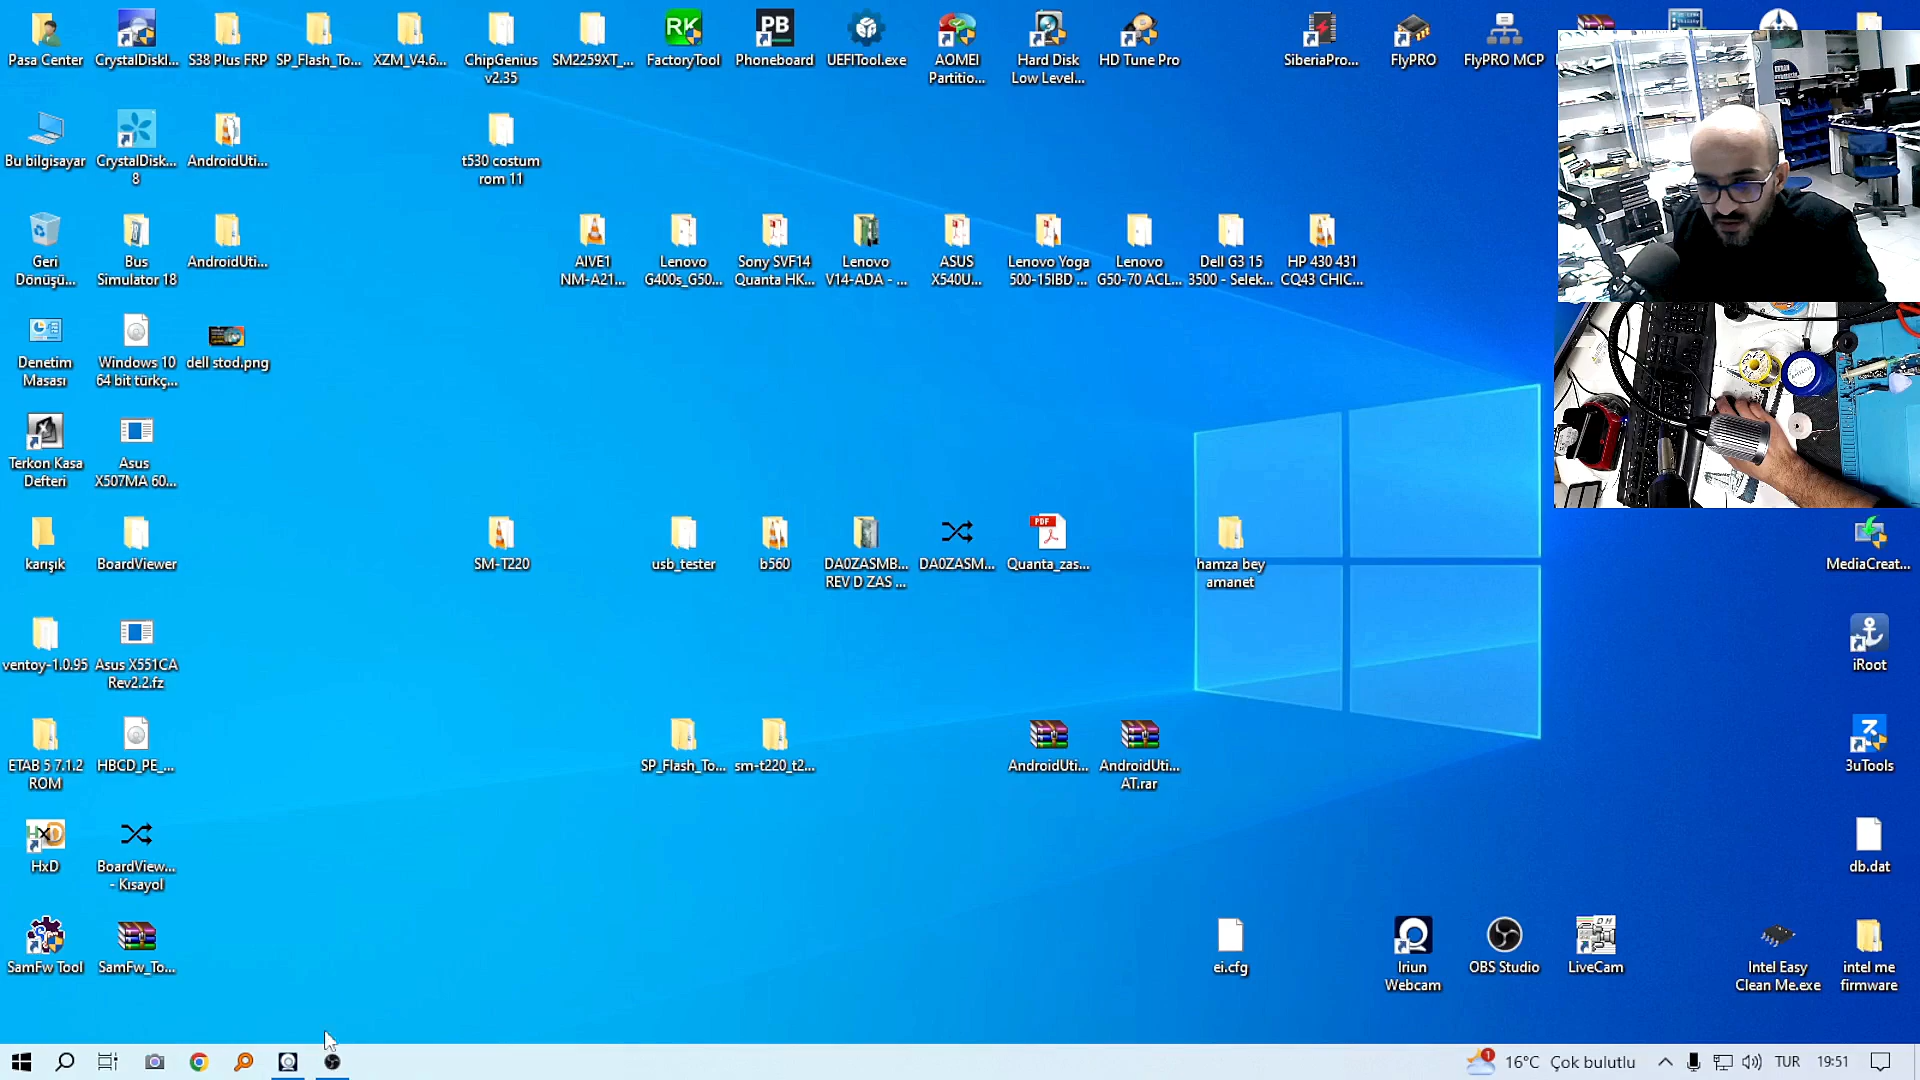 Pasa Center
CrystalDiskI...
S38 Plus FRP
SP_Flash_To...
XZM_V4.6...
ChipGenius
v2.35
SM2259XT_...
FactoryTool
Phoneboard
UEFITool.exe
AOMEI
Partitio...
Hard Disk
Low Level...
HD Tune Pro
SiberiaPro...
FlyPRO
FlyPRO MCP
Bu bilgisayar
CrystalDisk...
8
AndroidUti...
t530 costum
rom 11
Geri
Dönüşü...
Bus
Simulator 18
AndroidUti...
AIVE1
NM-A21...
Lenovo
G400s_G50...
Sony SVF14
Quanta HK...
Lenovo
V14-ADA - ...
ASUS
X540U...
Lenovo Yoga
500-15IBD ...
Lenovo
G50-70 ACL...
Dell G3 15
3500 - Selek...
HP 430 431
CQ43 CHIC...
Denetim
Masası
Windows 10
64 bit türkç...
dell stod.png
Terkon Kasa
Defteri
Asus
X507MA 60...
karışık
BoardViewer
SM-T220
usb_tester
b560
DA0ZASMB...
REV D ZAS ...
DA0ZASM...
PDF
Quanta_zas...
hamza bey
amanet
MediaCreat...
ventoy-1.0.95
Asus X551CA
Rev2.2.fz
iRoot
ETAB 5 7.1.2
ROM
HBCD_PE_...
SP_Flash_To...
sm-t220_t2...
AndroidUti...
AndroidUti...
AT.rar
3uTools
HxD
BoardView...
- Kısayol
db.dat
SamFw Tool
SamFw_To...
ei.cfg
Iriun
Webcam
OBS Studio
LiveCam
Intel Easy
Clean Me.exe
intel me
firmware
1
16°C Çok bulutlu
TUR
19:51